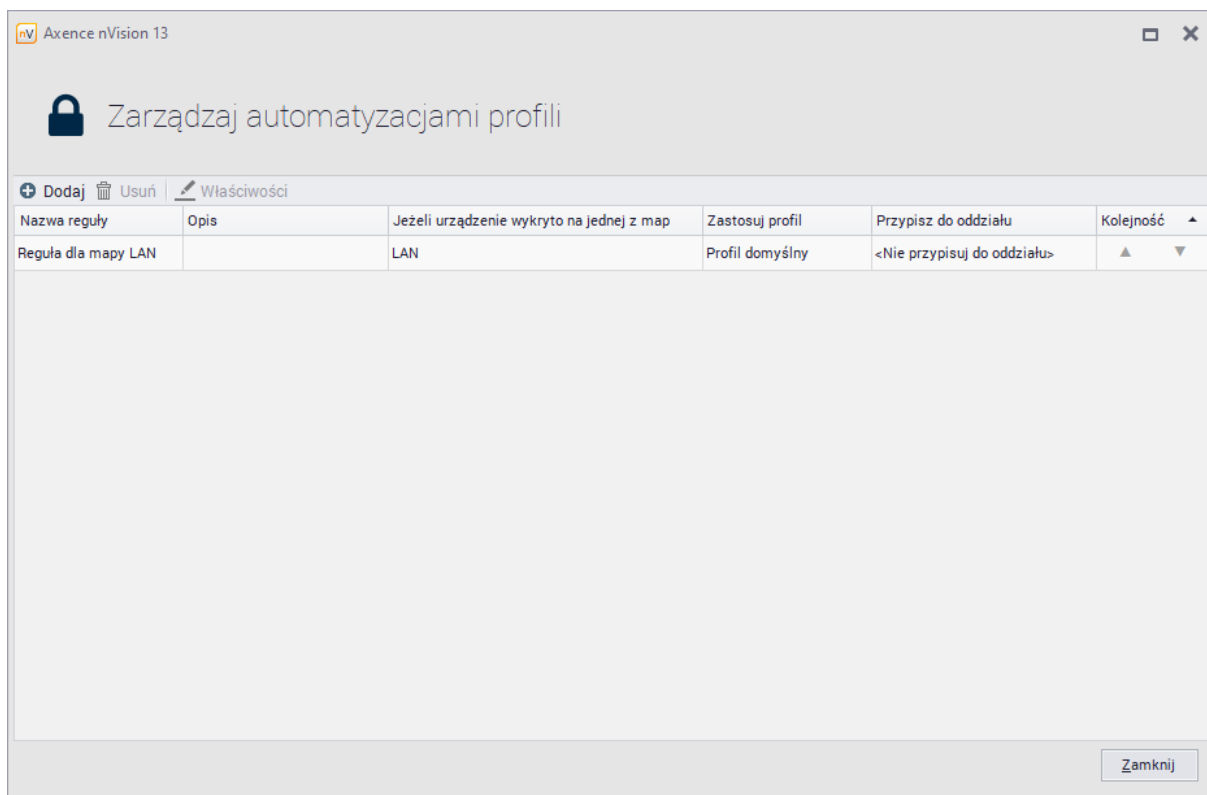 nV Axence nVision 13
Zarządzaj automatyzacjami profili
Dodaj Usuń Właściwości
Nazwa reguły Opis Jeżeli urządzenie wykryto na jednej z map Zastosuj profil Przypisz do oddziału Kolejność
Reguła dla mapy LAN LAN Profil domyślny <Nie przypisuj do oddziału>
Zamknij